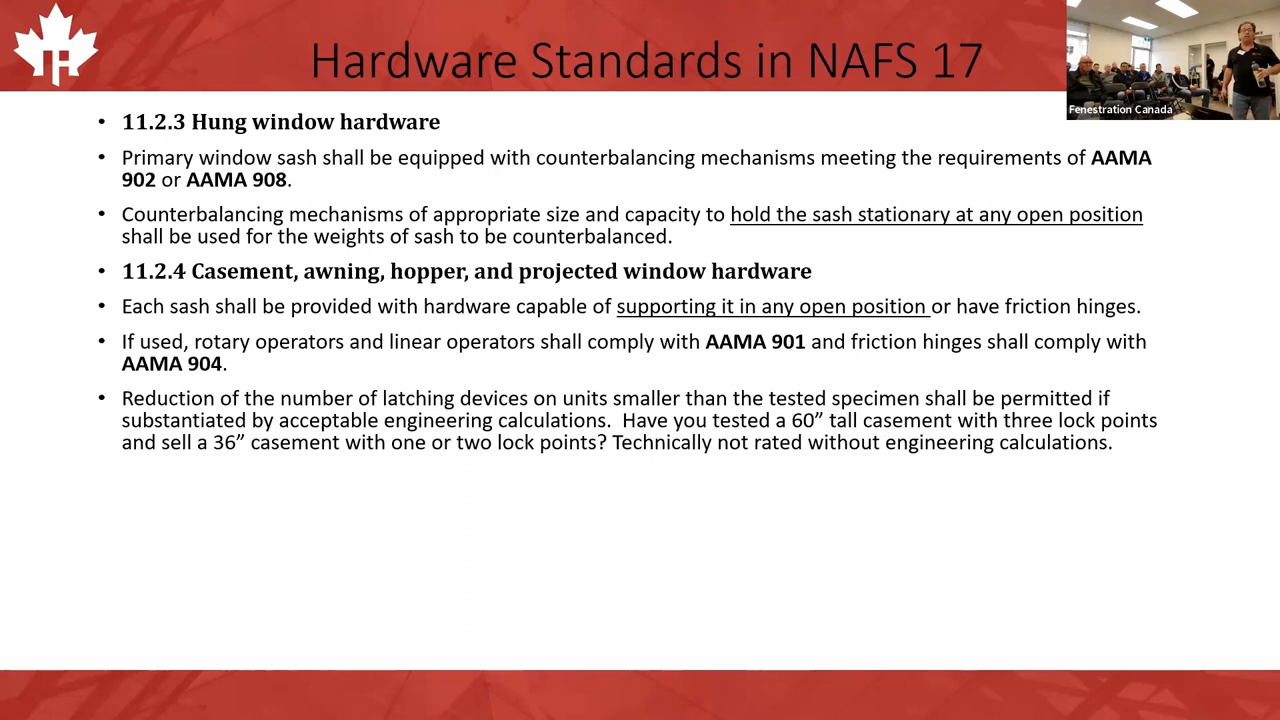 Hardware Standards in NAFS 17
Fenestration Canada
• 11.2.3 Hung window hardware
• Primary window sash shall be equipped with counterbalancing mechanisms meeting the requirements of AAMA
902 or AAMA 908.
• Counterbalancing mechanisms of appropriate size and capacity to hold the sash stationary at any open position
shall be used for the weights of sash to be counterbalanced.
• 11.2.4 Casement, awning, hopper, and projected window hardware
• Each sash shall be provided with hardware capable of supporting it in any open position or have friction hinges.
• If used, rotary operators and linear operators shall comply with AAMA 901 and friction hinges shall comply with
AAMA 904.
• Reduction of the number of latching devices on units smaller than the tested specimen shall be permitted if
substantiated by acceptable engineering calculations.  Have you tested a 60” tall casement with three lock points
and sell a 36” casement with one or two lock points? Technically not rated without engineering calculations.